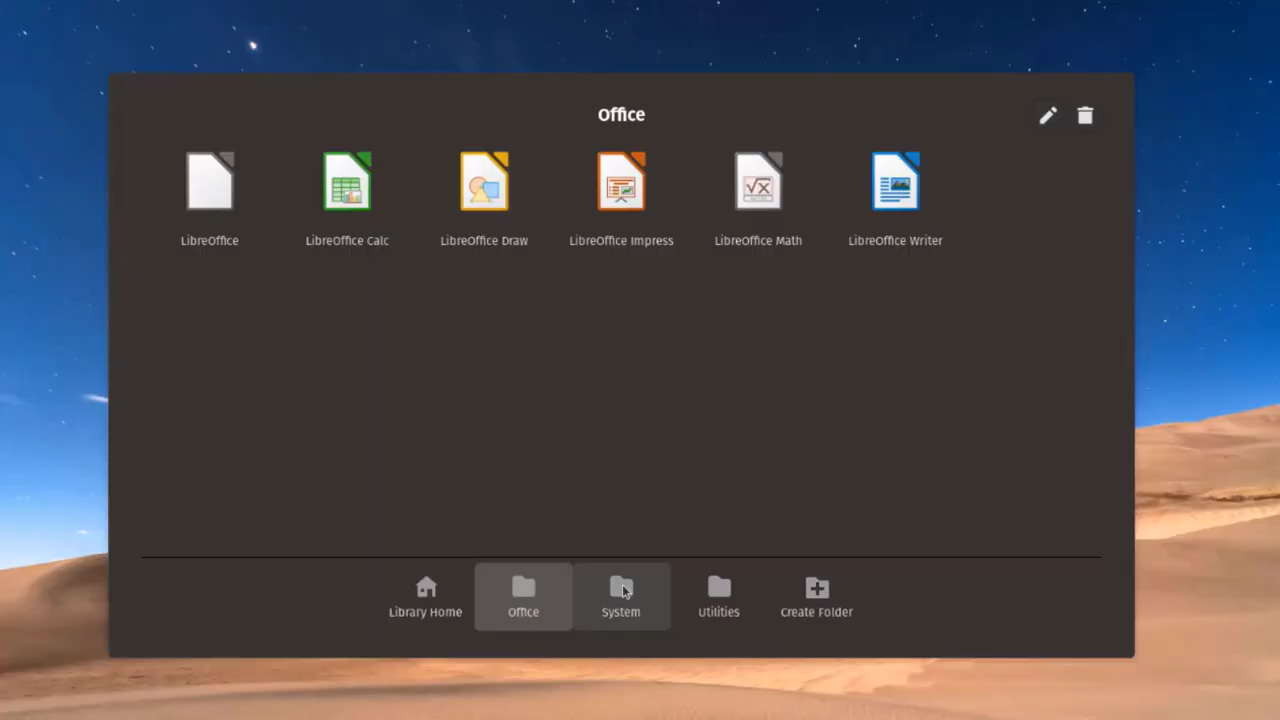 Office
LibreOffice
LibreOffice Calc
LibreOffice Draw
LibreOffice Impress
LibreOffice Math
LibreOffice Writer
Library Home
Office
System
Utilities
Create Folder